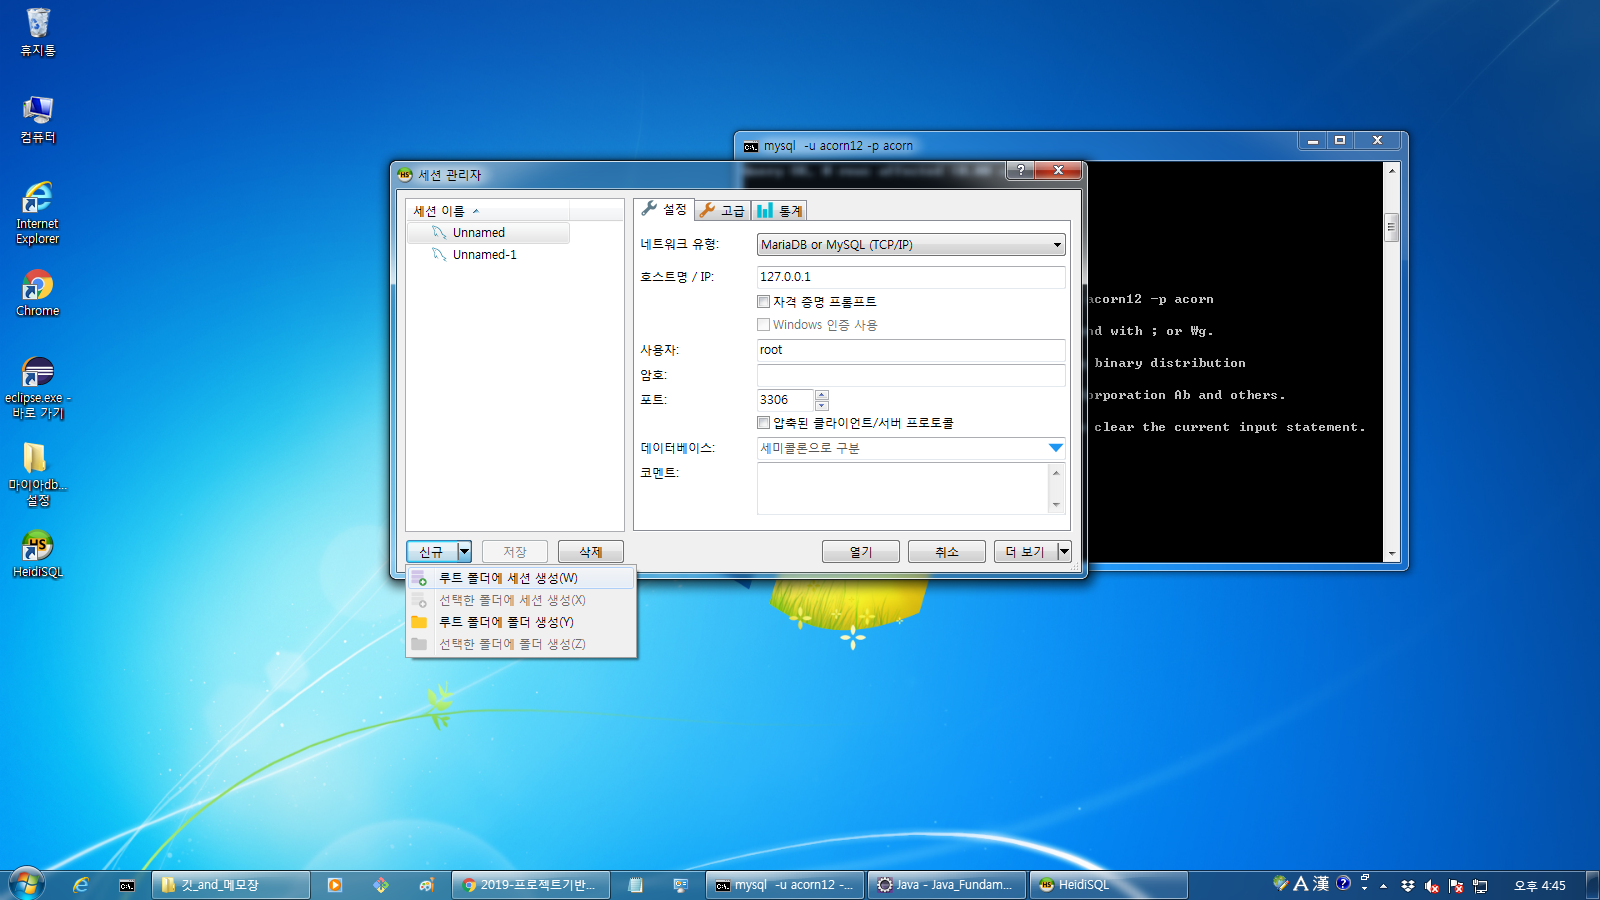 휴지통
컴퓨터
Internet
Explorer
Chrome
eclipse.exe -
바로 가기
마이아db...
설정
HeidiSQL
mysql -u acorn12 -p acorn
acorn12 -p acorn
nd with ; or ₩g.
binary distribution
orporation Ab and others.
clear the current input statement.
세션 관리자
세션 이름
Unnamed
Unnamed-1
설정
고급
통계
네트워크 유형:
MariaDB or MySQL (TCP/IP)
호스트명 / IP:
127.0.0.1
자격 증명 프롬프트
Windows 인증 사용
사용자:
root
암호:
포트:
3306
압축된 클라이언트/서버 프로토콜
데이터베이스:
세미콜론으로 구분
코멘트:
신규
저장
삭제
열기
취소
더 보기
루트 폴더에 세션 생성(W)
선택한 폴더에 세션 생성(X)
루트 폴더에 폴더 생성(Y)
선택한 폴더에 폴더 생성(Z)
깃_and_메모장
2019-프로젝트기반...
mysql -u acorn12 -...
Java - Java_Fundam...
HeidiSQL
A 漢
오후 4:45